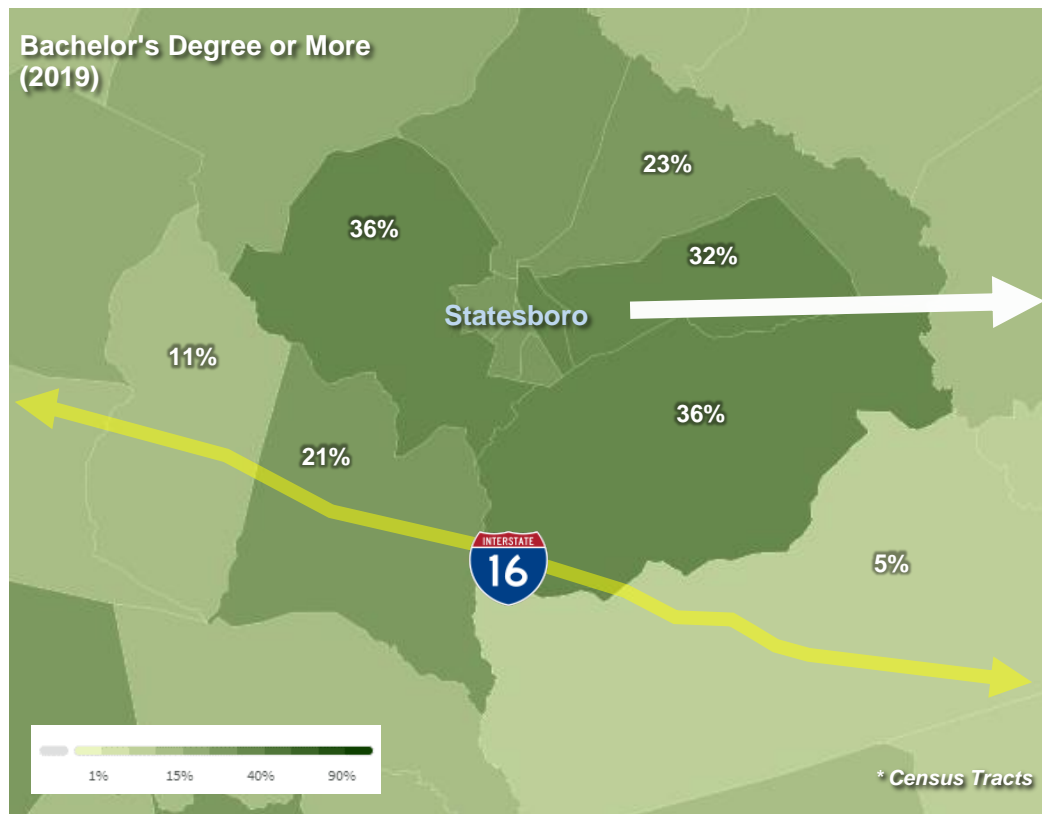 Bachelor's Degree or More
(2019)
23%
36%
32%
Statesboro
11%
36%
21%
INTERSTATE
16
5%
1% 15% 40% 90%
* Census Tracts